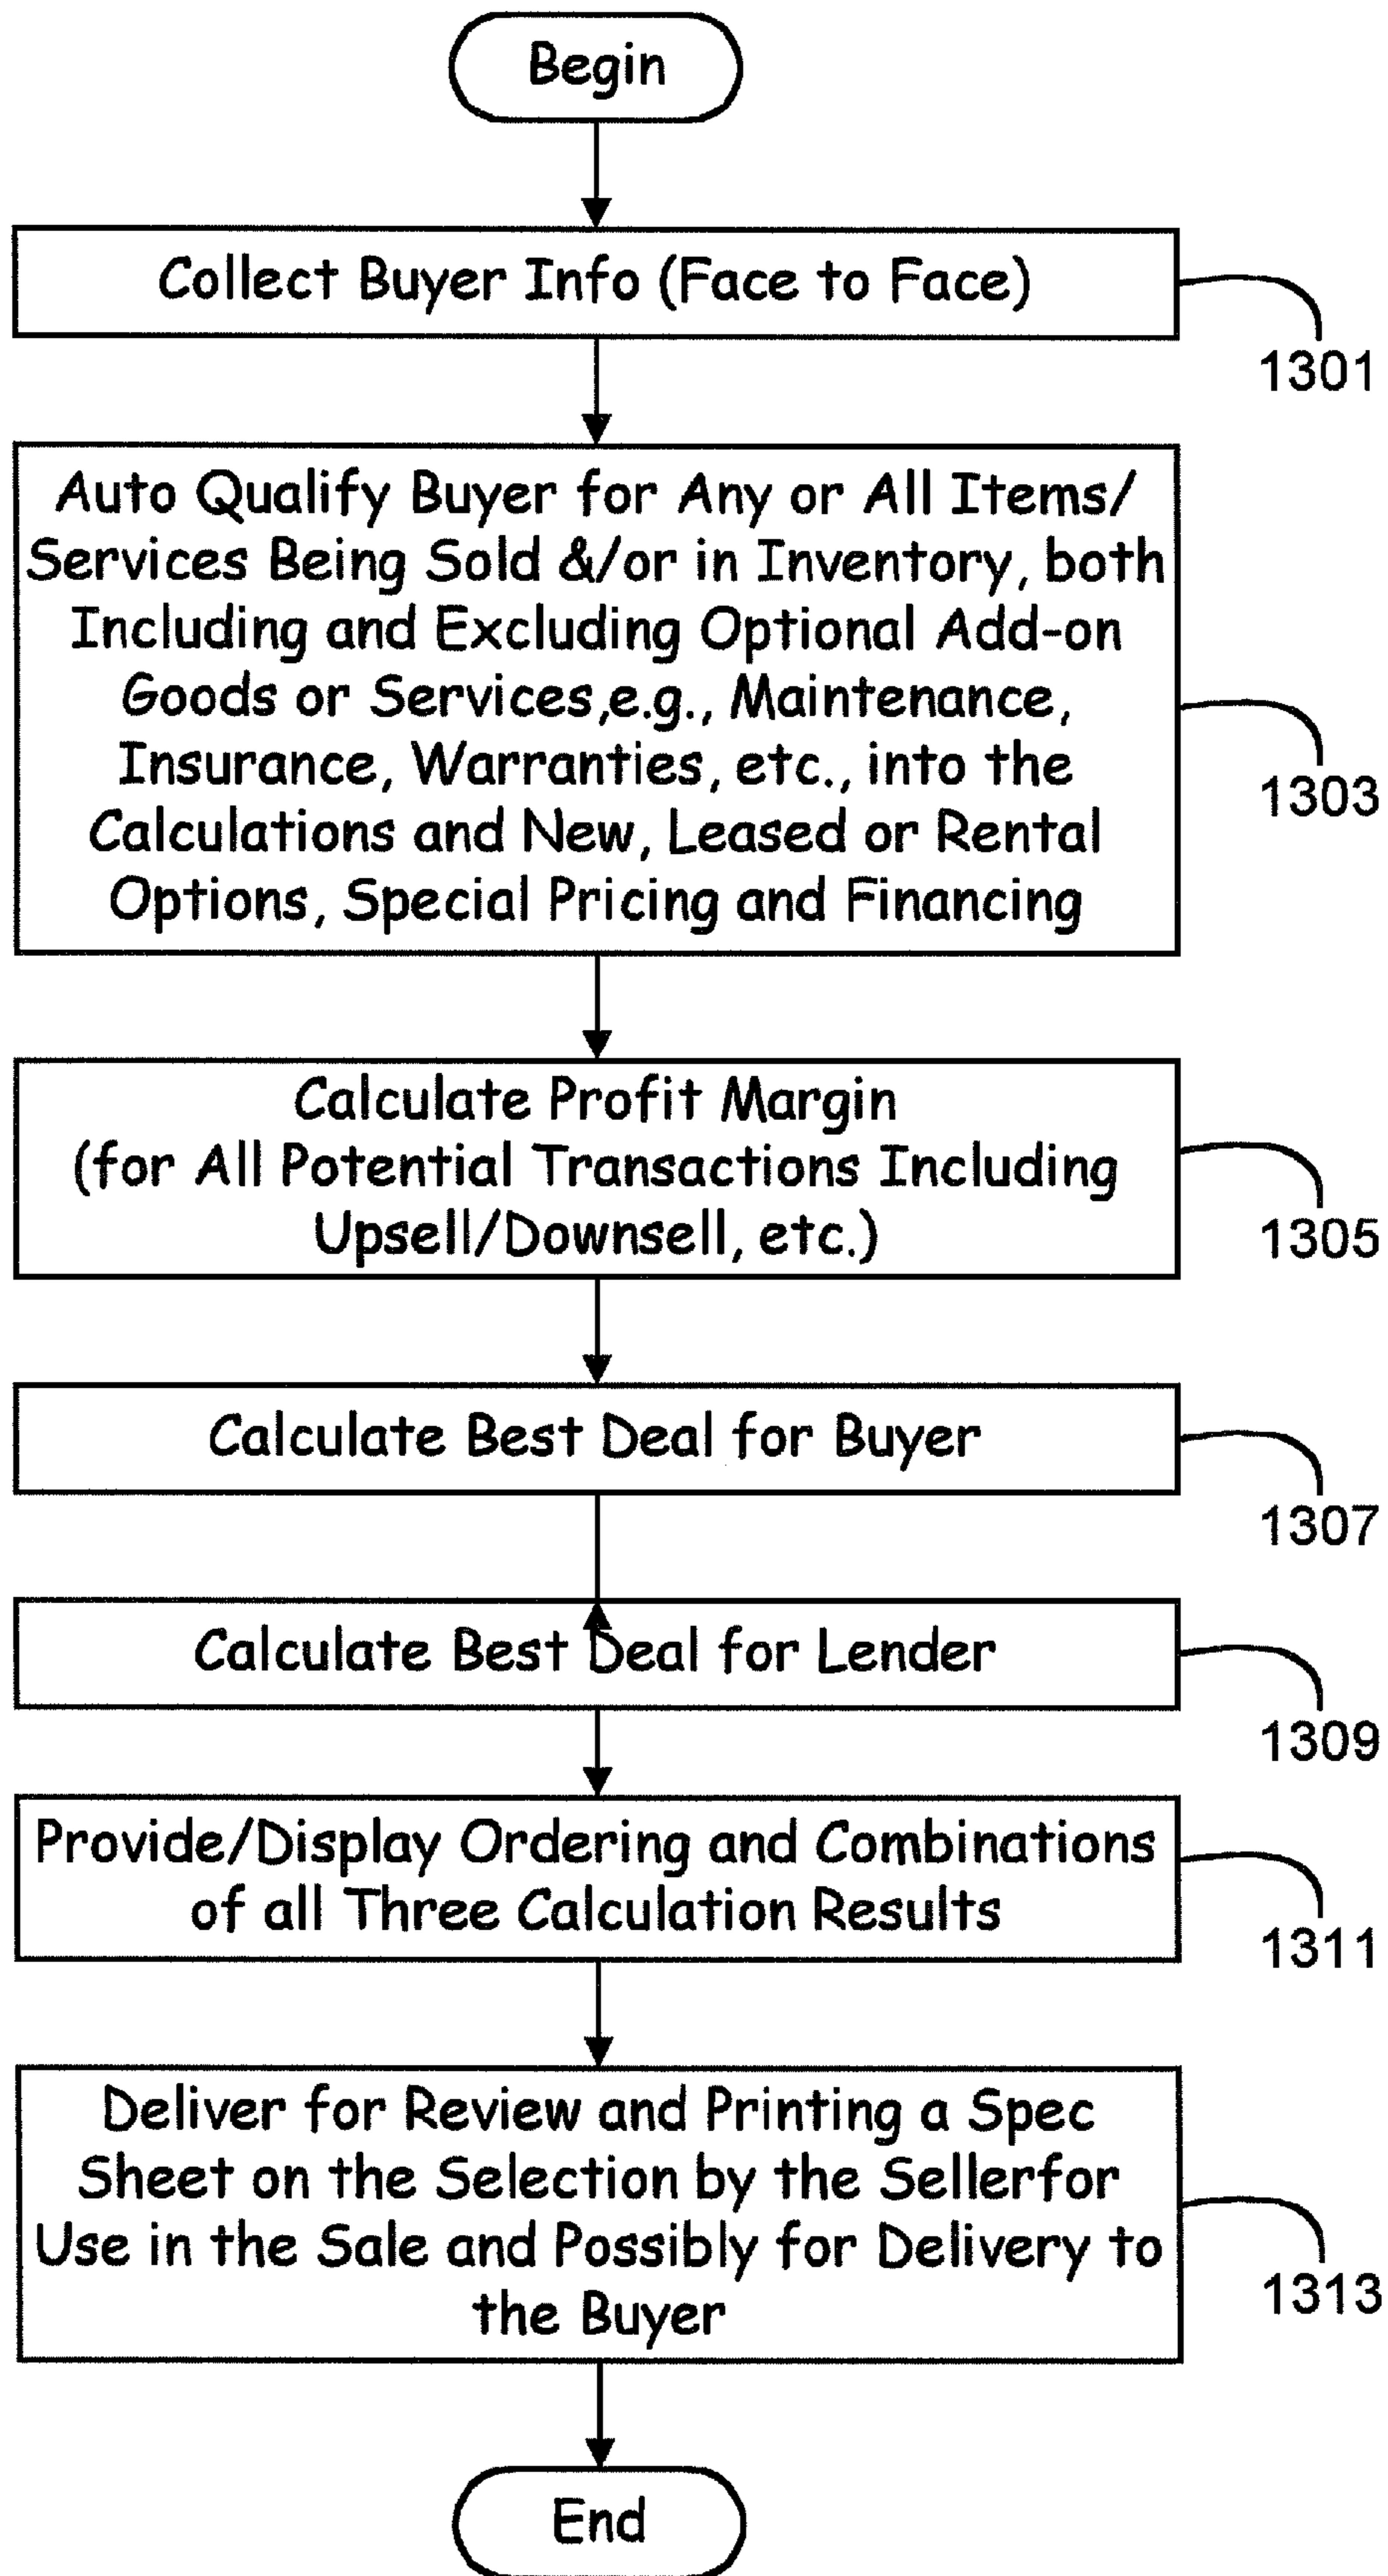 Begin
Collect Buyer Info (Face to Face)
1301
Auto Qualify Buyer for Any or All Items/
Services Being Sold &/or in Inventory, both
Including and Excluding Optional Add-on
Goods or Services,e.g., Maintenance,
Insurance, Warranties, etc., into the
Calculations and New, Leased or Rental
Options, Special Pricing and Financing
1303
Calculate Profit Margin
(for All Potential Transactions Including
Upsell/Downsell, etc.)
1305
Calculate Best Deal for Buyer
1307
Calculate Best Deal for Lender
1309
Provide/Display Ordering and Combinations
of all Three Calculation Results
1311
Deliver for Review and Printing a Spec
Sheet on the Selection by the Sellerfor
Use in the Sale and Possibly for Delivery to
the Buyer
1313
End